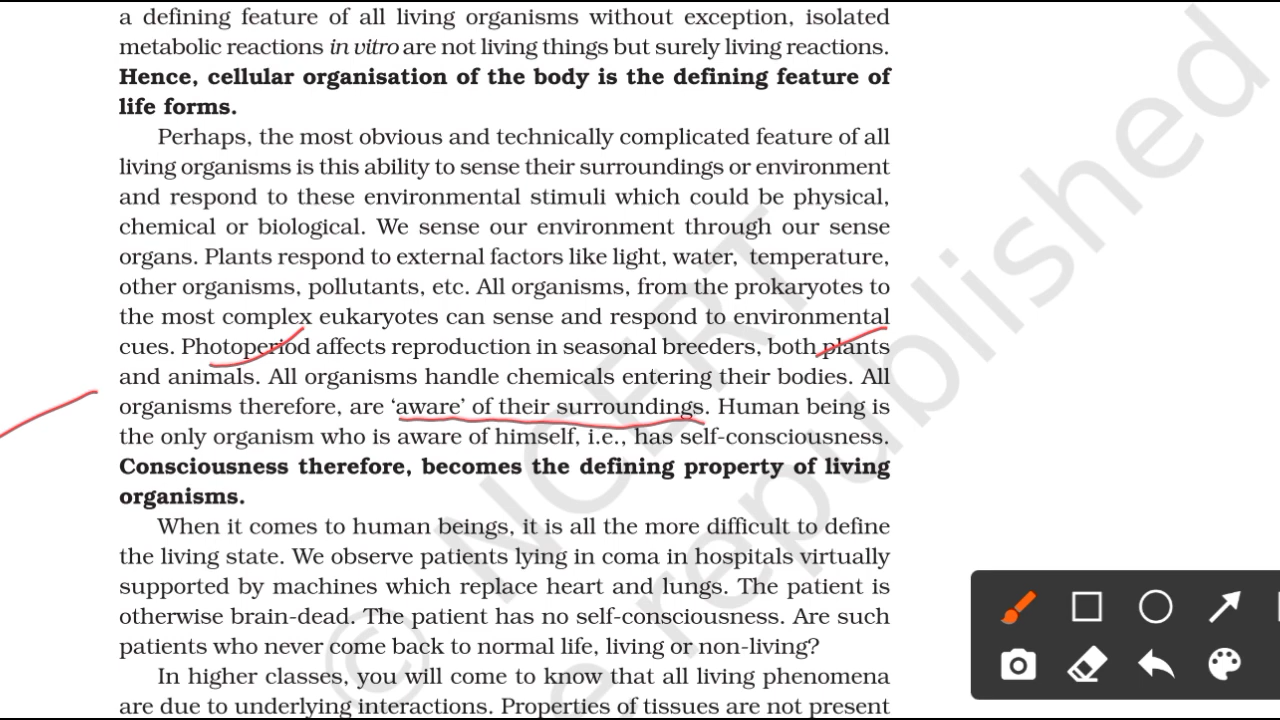 a defining feature of all living organisms without exception, isolated
metabolic reactions in vitro are not living things but surely living reactions.
Hence, cellular organisation of the body is the defining feature of
life forms.
Perhaps, the most obvious and technically complicated feature of all
living organisms is this ability to sense their surroundings or environment
and respond to these environmental stimuli which could be physical,
chemical or biological. We sense our environment through our sense
organs. Plants respond to external factors like light, water, temperature,
other organisms, pollutants, etc. All organisms, from the prokaryotes to
the most complex eukaryotes can sense and respond to environmental
cues. Photoperiod affects reproduction in seasonal breeders, both plants
and animals. All organisms handle chemicals entering their bodies. All
organisms therefore, are ‘aware’ of their surroundings. Human being is
the only organism who is aware of himself, i.e., has self-consciousness.
Consciousness therefore, becomes the defining property of living
organisms.
When it comes to human beings, it is all the more difficult to define
the living state. We observe patients lying in coma in hospitals virtually
supported by machines which replace heart and lungs. The patient is
otherwise brain-dead. The patient has no self-consciousness. Are such
patients who never come back to normal life, living or non-living?
In higher classes, you will come to know that all living phenomena
are due to underlying interactions. Properties of tissues are not present
© NCERT
republished